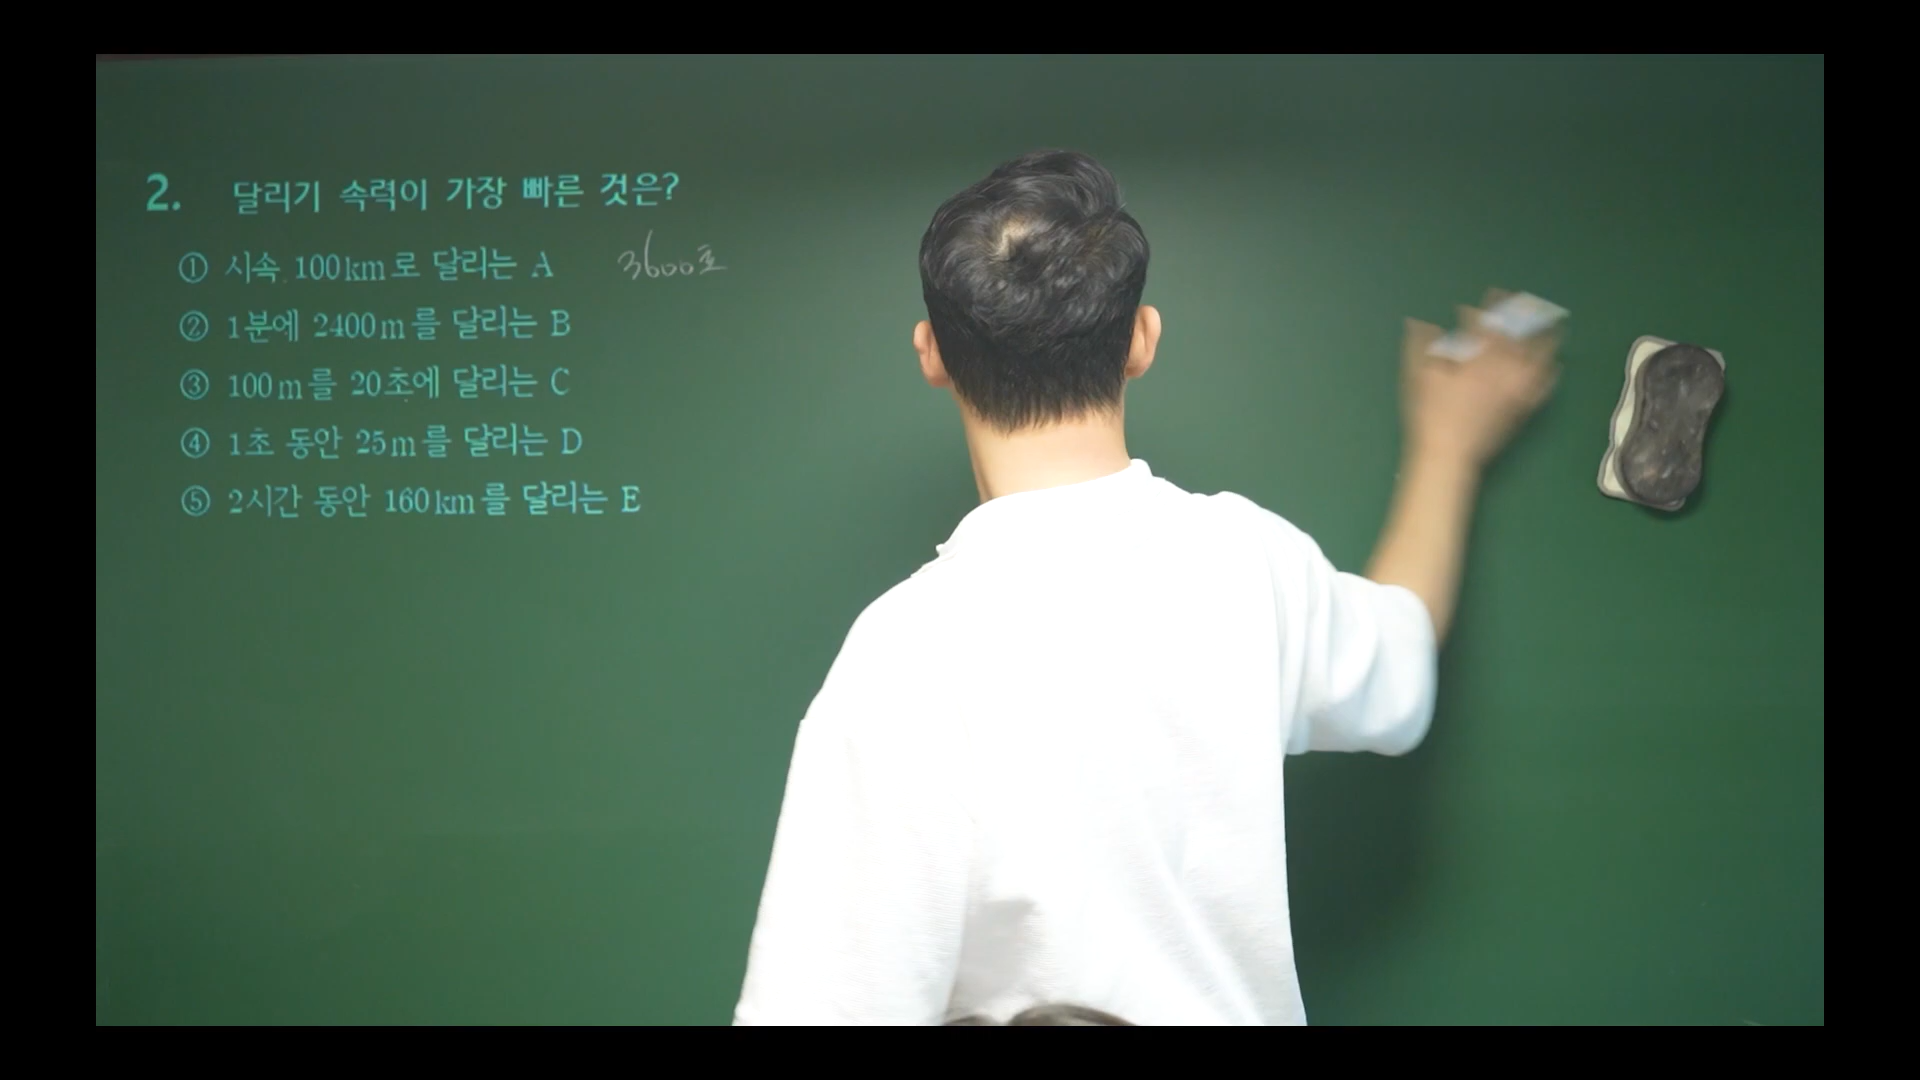 2. 달리기 속력이 가장 빠른 것은?
① 시속 100km로 달리는 A 3600초
② 1분에 2400m를 달리는 B
③ 100m를 20초에 달리는 C
④ 1초 동안 25m를 달리는 D
⑤ 2시간 동안 160km를 달리는 E